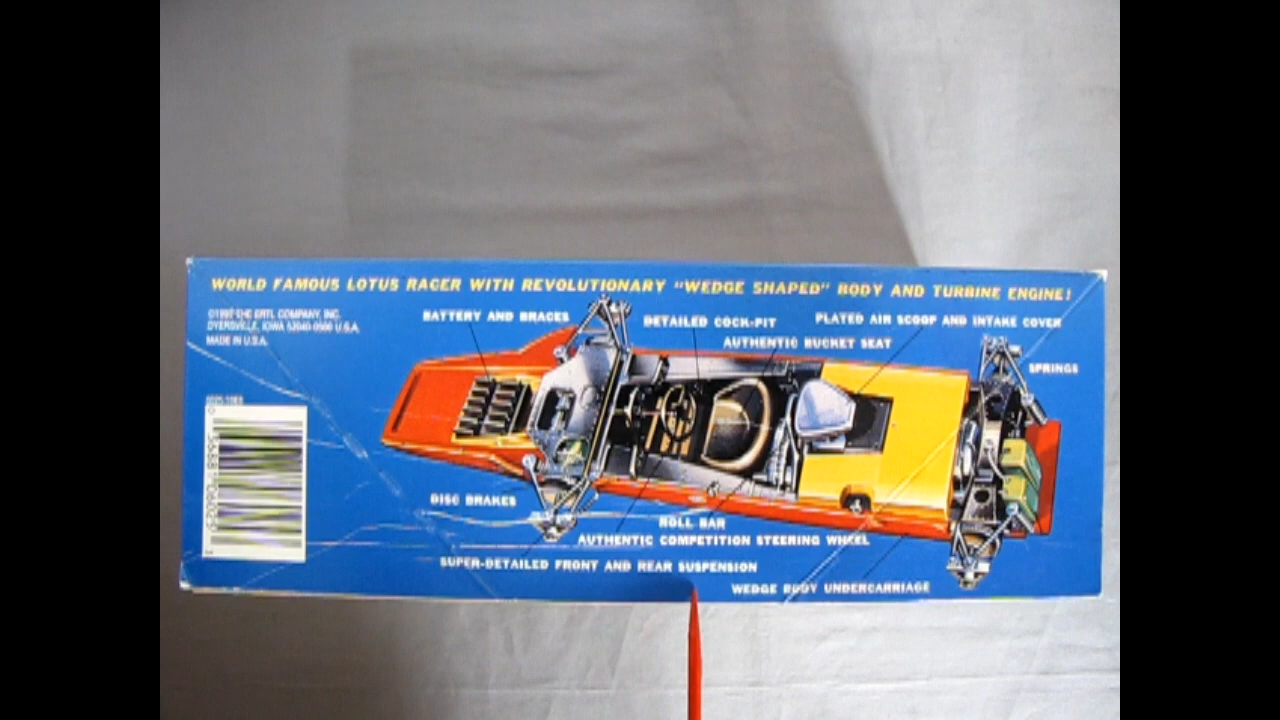 WORLD FAMOUS LOTUS RACER WITH REVOLUTIONARY "WEDGE SHAPED" BODY AND TURBINE ENGINE!
THE ERTL COMPANY, INC.
DYERSVILLE, IOWA U.S.A.
MADE IN U.S.A.
BATTERY AND BRACES
DETAILED COCK-PIT
PLATED AIR SCOOP AND INTAKE COVER
AUTHENTIC BUCKET SEAT
SPRINGS
DISC BRAKES
ROLL BAR
AUTHENTIC COMPETITION STEERING WHEEL
SUPER-DETAILED FRONT AND REAR SUSPENSION
WEDGE BODY UNDERCARRIAGE